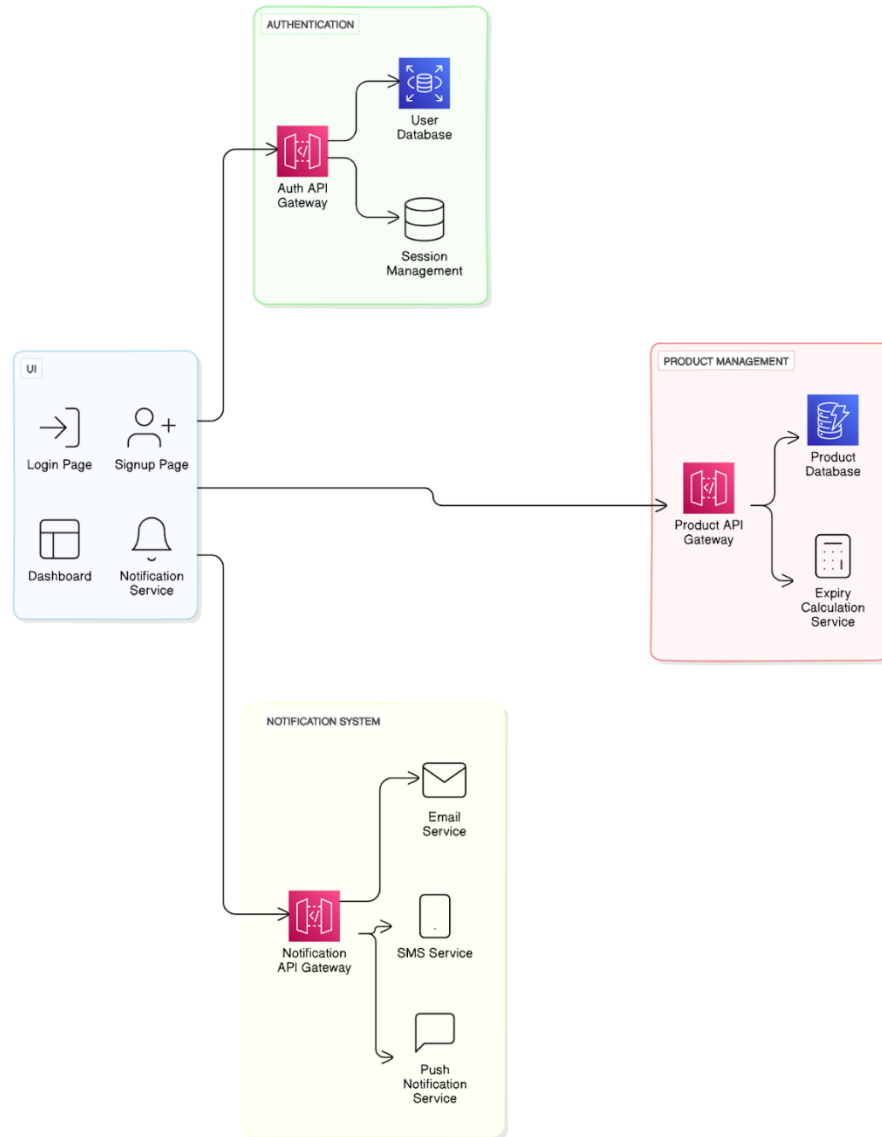 AUTHENTICATION
User
Database
Auth API
Gateway
Session
Management
UI
Login Page
Signup Page
Dashboard
Notification
Service
PRODUCT MANAGEMENT
Product
Database
Product API
Gateway
Expiry
Calculation
Service
NOTIFICATION SYSTEM
Email
Service
Notification
API Gateway
SMS Service
Push
Notification
Service